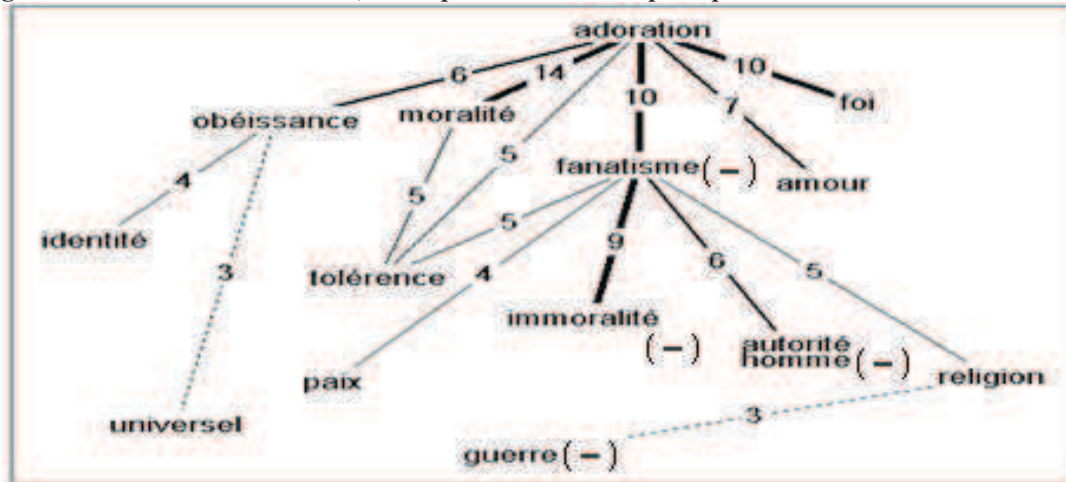 adoration
6
14
10
10
7
foi
obéissance
moralité
5
fanatisme (-)
amour
4
5
5
identité
3
tolérence
4
9
6
5
immoralité
(-)
autorité
homme (-)
paix
religion
universel
3
guerre (-)